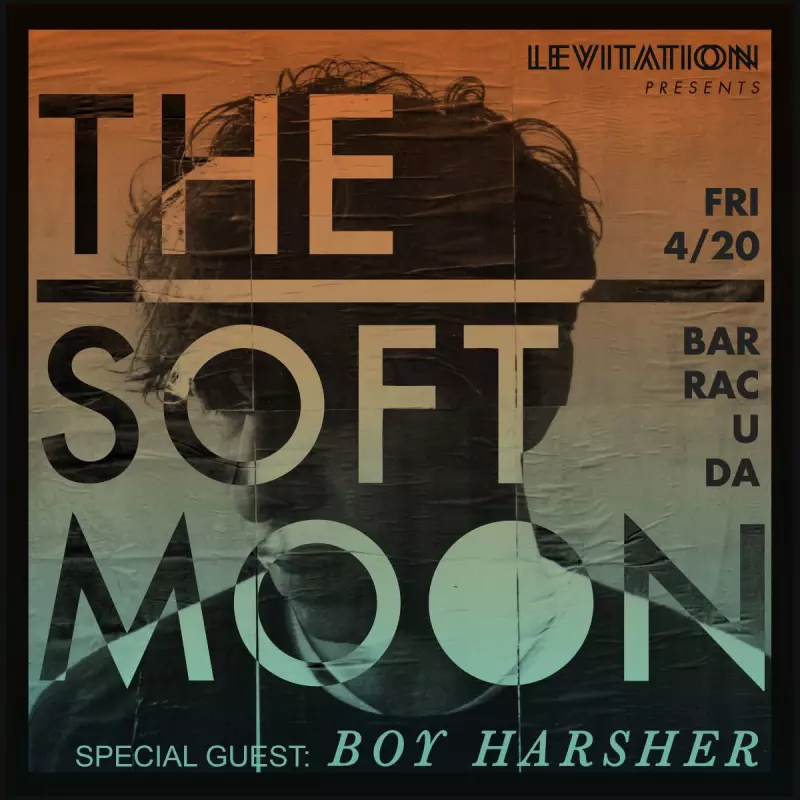 LEVITATION
PRESENTS
THE
FRI
4/20
SOFT
BAR
RAC
U
DA
MOON
SPECIAL GUEST: BOY HARSHER